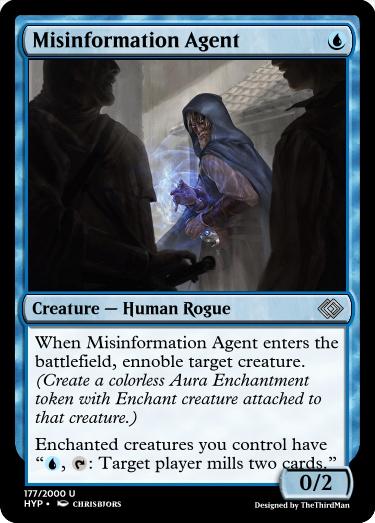 Misinformation Agent
Creature — Human Rogue
When Misinformation Agent enters the
battlefield, ennoble target creature.
(Create a colorless Aura Enchantment
token with Enchant creature attached to
that creature.)
Enchanted creatures you control have
“, : Target player mills two cards.”
0/2
177/2000 U
HYP • CHRISBJORS
Designed by TheThirdMan